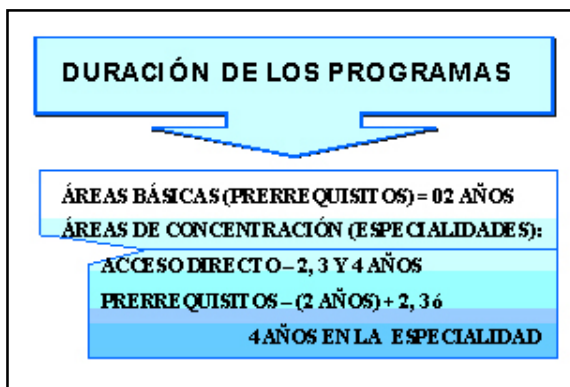 DURACIÓN DE LOS PROGRAMAS
ÁREAS BÁSICAS (PRERREQUISITOS) = 02 AÑOS
ÁREAS DE CONCENTRACIÓN (ESPECIALIDADES):
ACCESO DIRECTO – 2, 3 Y 4 AÑOS
PRERREQUISITOS – (2 AÑOS) + 2, 3 ó
4 AÑOS EN LA ESPECIALIDAD